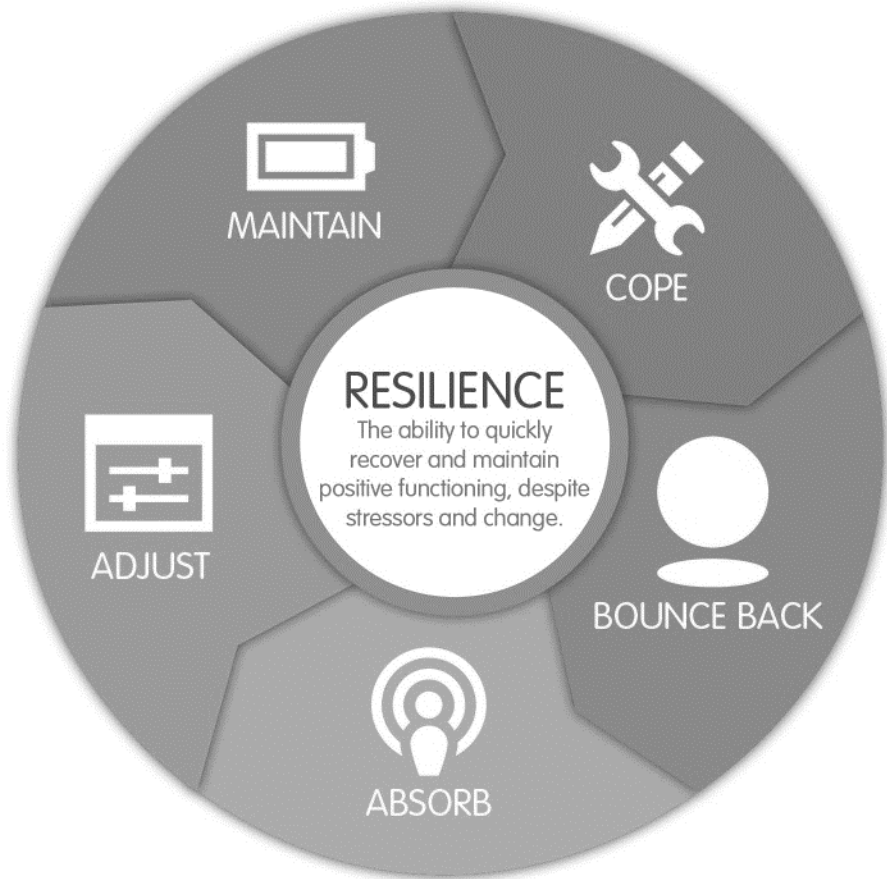 MAINTAIN
COPE
RESILIENCE
The ability to quickly
recover and maintain
positive functioning, despite
stressors and change.
ADJUST
BOUNCE BACK
ABSORB